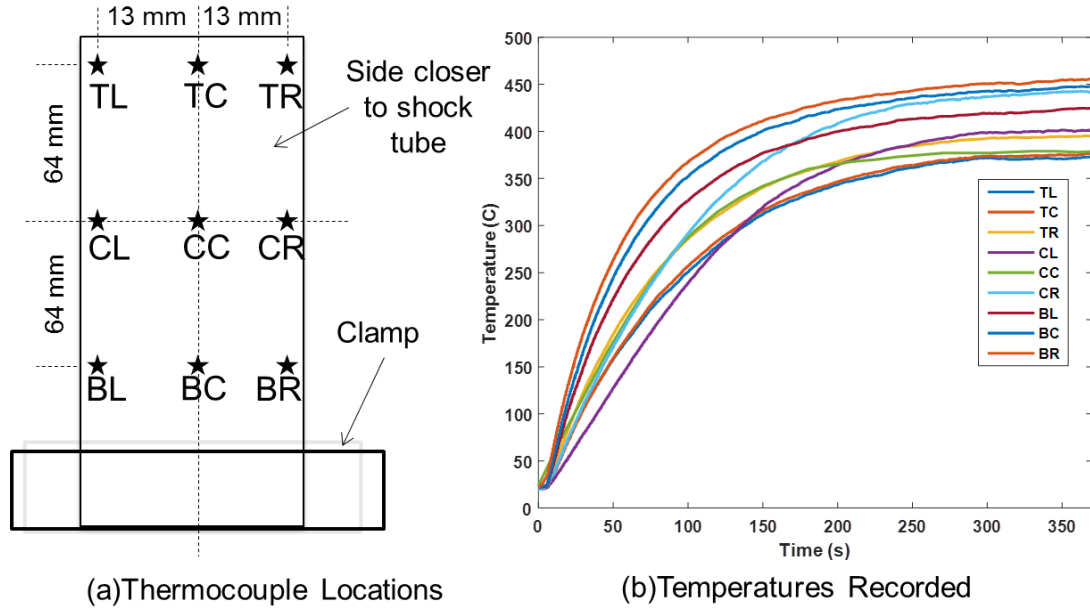 13 mm 13 mm
TL TC TR
Side closer
to shock
tube
64 mm
CL CC CR
64 mm
Clamp
BL BC BR
(a)Thermocouple Locations
500
450
400
350
300
250
200
150
100
50
0
Temperature (C)
TL
TC
TR
CL
CC
CR
BL
BC
BR
0 50 100 150 200 250 300 350
Time (s)
(b)Temperatures Recorded